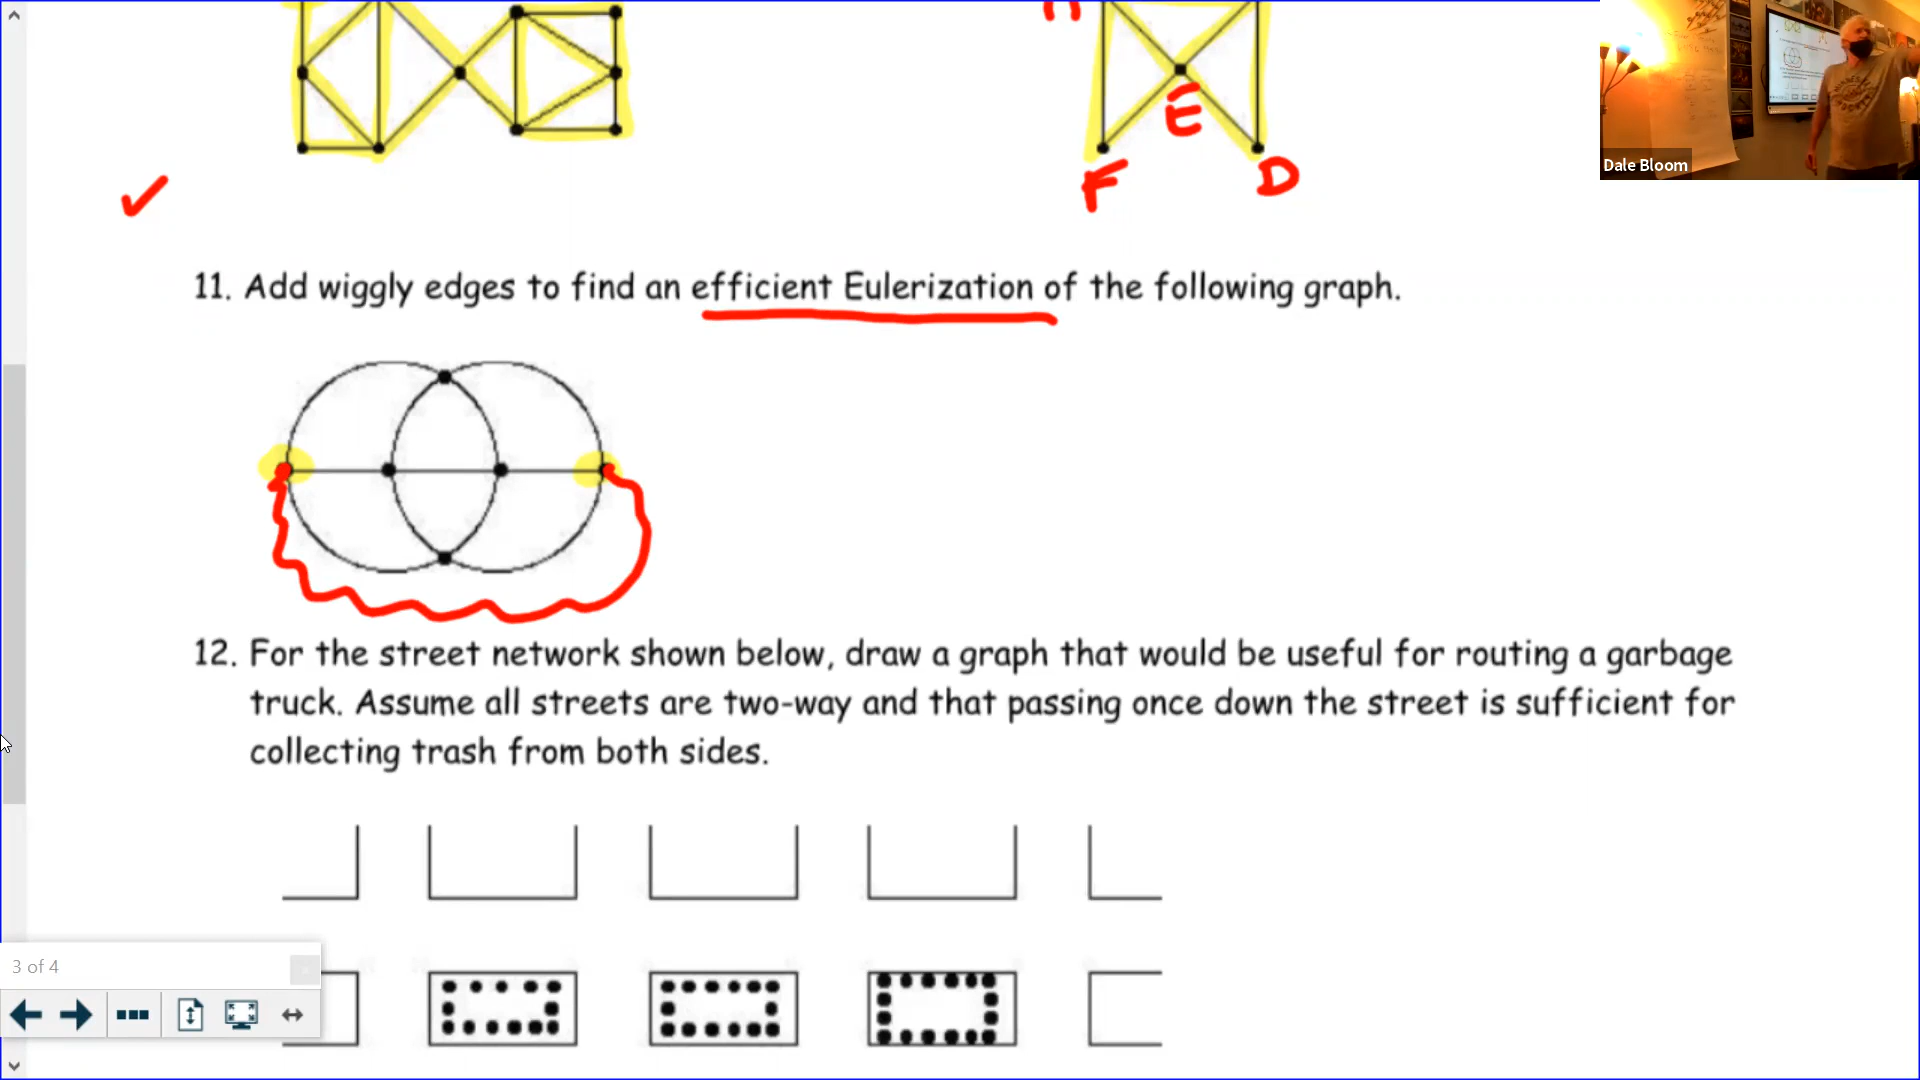 Dale Bloom
E
F
D
11. Add wiggly edges to find an efficient Eulerization of the following graph.
12. For the street network shown below, draw a graph that would be useful for routing a garbage
truck. Assume all streets are two-way and that passing once down the street is sufficient for
collecting trash from both sides.
3 of 4